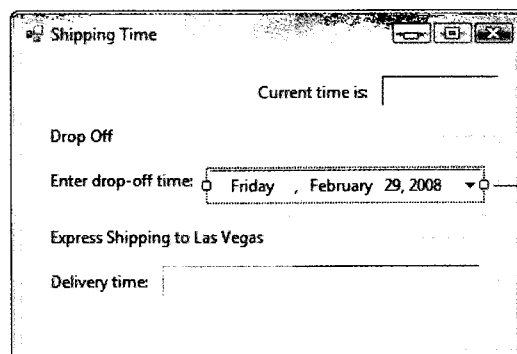 Shipping Time
Current time is:
Drop Off
Enter drop-off time: Friday , February 29, 2008
Express Shipping to Las Vegas
Delivery time: